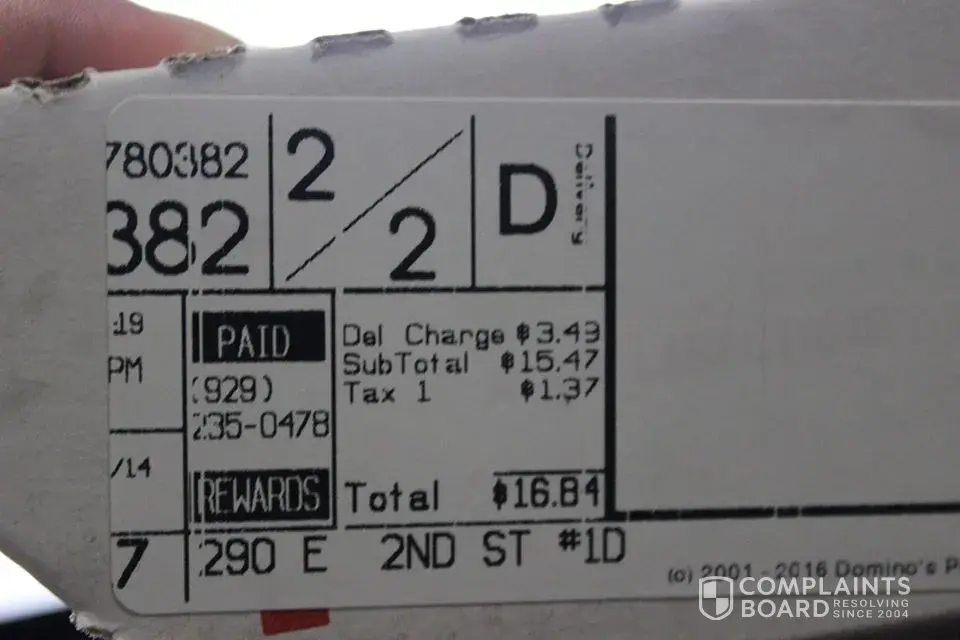 780382
382
2/2
D
Delivery
:19
PM
PAID
(929)
235-0478
/14
REWARDS
Del Charge $3.49
SubTotal $15.47
Tax 1 $1.37
Total $16.84
7
290 E 2ND ST #1D
(c) 2001 - 2016 Domino's P
COMPLAINTS
BOARD
RESOLVING
SINCE 2004